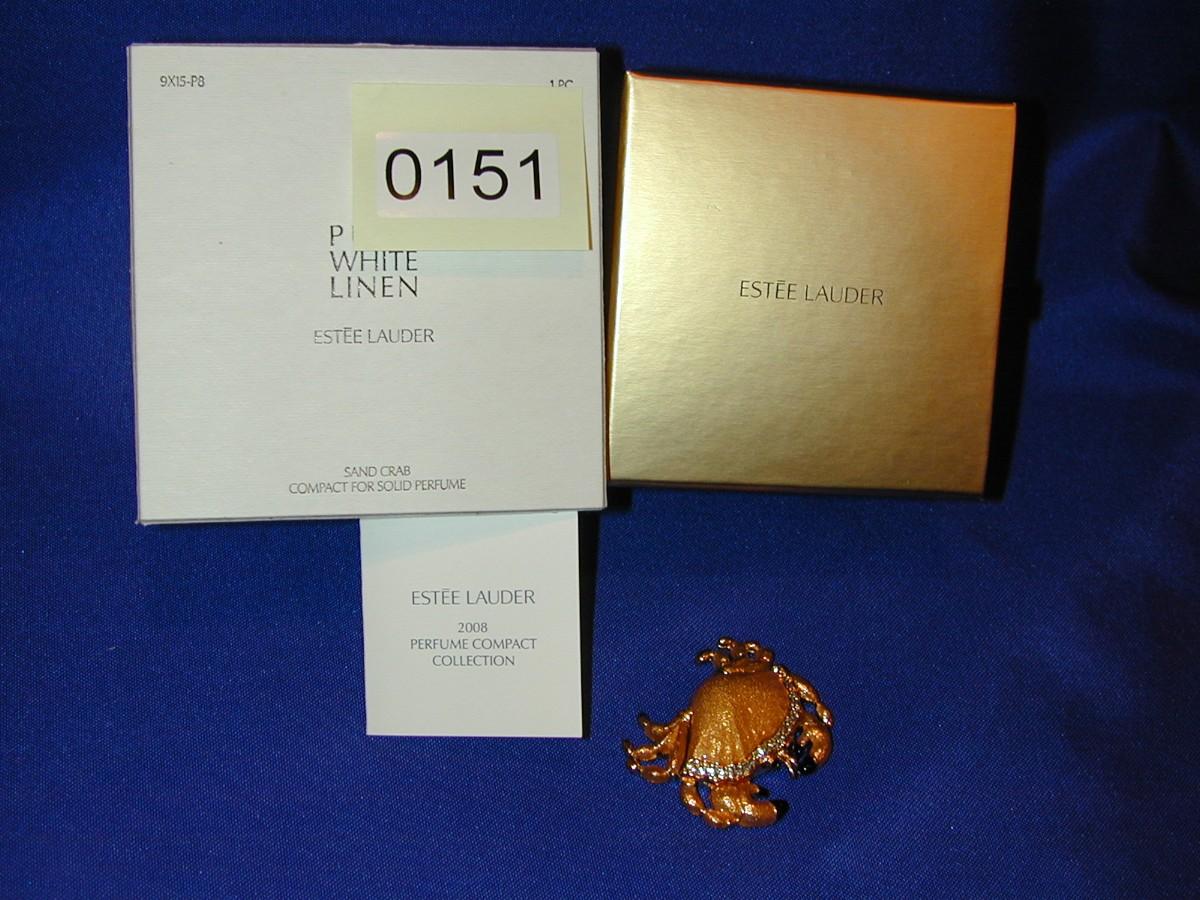 9X15-P8
1 PC
0151
P
WHITE
LINEN
ESTĒE LAUDER
SAND CRAB
COMPACT FOR SOLID PERFUME
ESTĒE LAUDER
ESTĒE LAUDER
2008
PERFUME COMPACT
COLLECTION